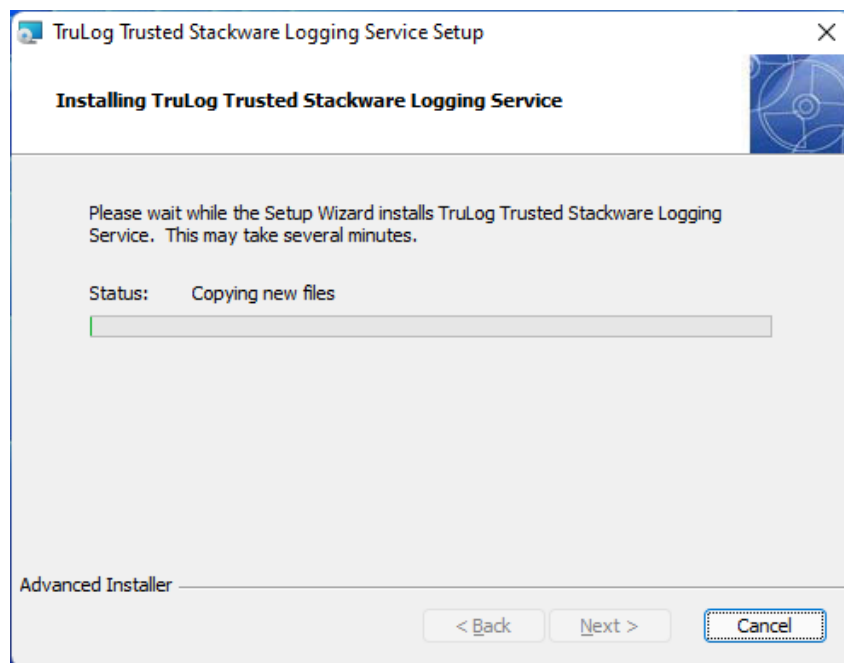 TruLog Trusted Stackware Logging Service Setup
Installing TruLog Trusted Stackware Logging Service
Please wait while the Setup Wizard installs TruLog Trusted Stackware Logging
Service. This may take several minutes.
Status: Copying new files
Advanced Installer
< Back Next > Cancel